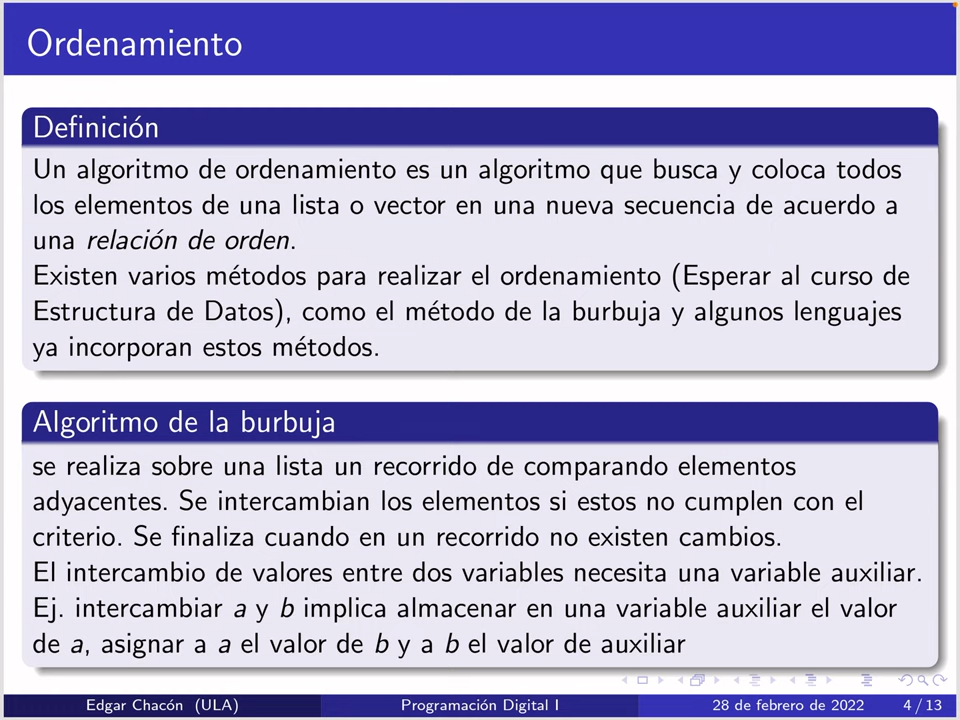 Ordenamiento
Definición
Un algoritmo de ordenamiento es un algoritmo que busca y coloca todos
los elementos de una lista o vector en una nueva secuencia de acuerdo a
una relación de orden.
Existen varios métodos para realizar el ordenamiento (Esperar al curso de
Estructura de Datos), como el método de la burbuja y algunos lenguajes
ya incorporan estos métodos.
Algoritmo de la burbuja
se realiza sobre una lista un recorrido de comparando elementos
adyacentes. Se intercambian los elementos si estos no cumplen con el
criterio. Se finaliza cuando en un recorrido no existen cambios.
El intercambio de valores entre dos variables necesita una variable auxiliar.
Ej. intercambiar a y b implica almacenar en una variable auxiliar el valor
de a, asignar a a el valor de b y a b el valor de auxiliar
Edgar Chacón (ULA) Programación Digital I 28 de febrero de 2022 4 / 13